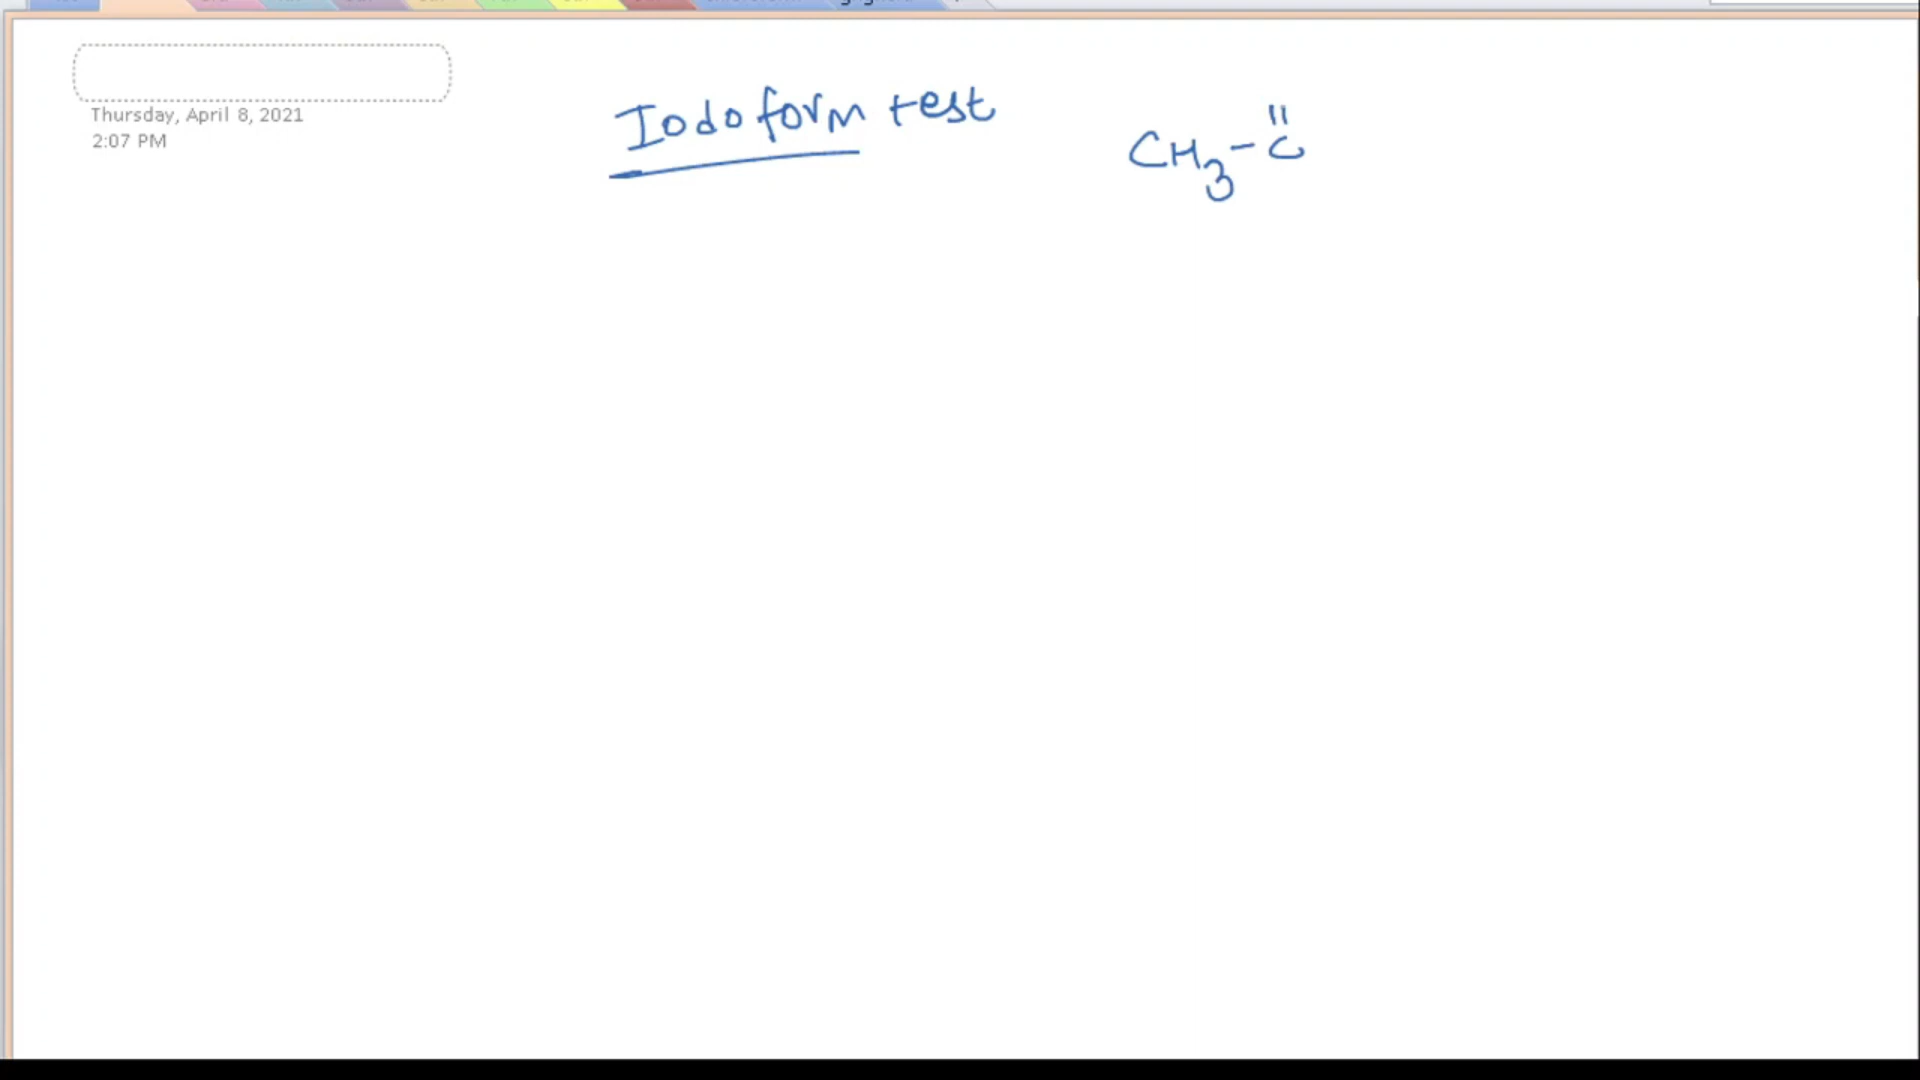 Thursday, April 8, 2021
2:07 PM
Iodoform test
CH3-C